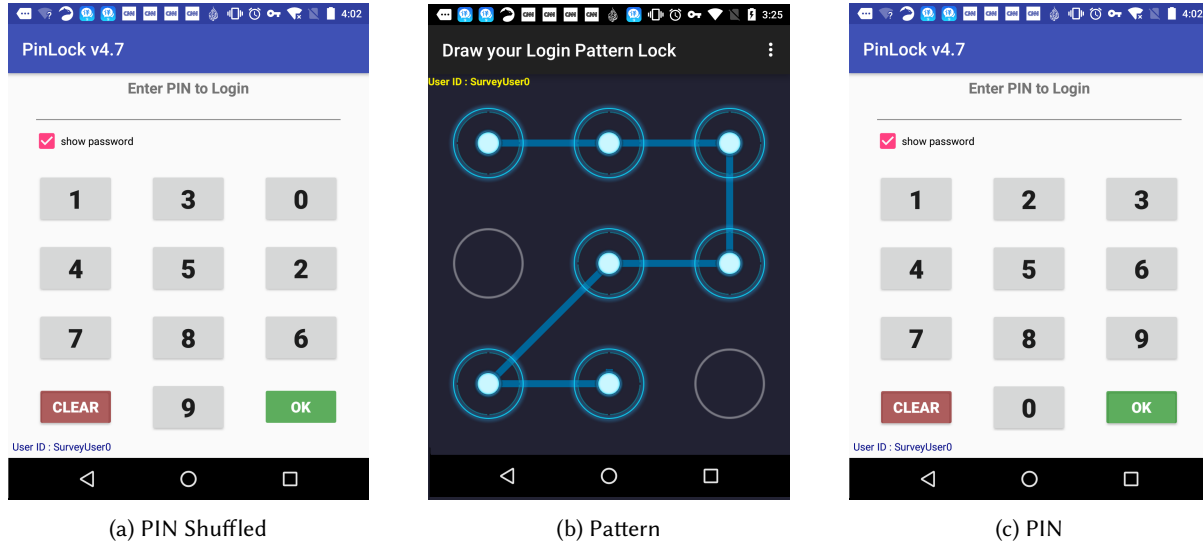 4:02
PinLock v4.7
Enter PIN to Login
show password
1 3 0
4 5 2
7 8 6
CLEAR 9 OK
User ID : SurveyUser0
(a) PIN Shuffled
CNN CNN CNN 3:25
Draw your Login Pattern Lock
User ID : SurveyUser0
(b) Pattern
4:02
PinLock v4.7
Enter PIN to Login
show password
1 2 3
4 5 6
7 8 9
CLEAR 0 OK
User ID : SurveyUser0
(c) PIN